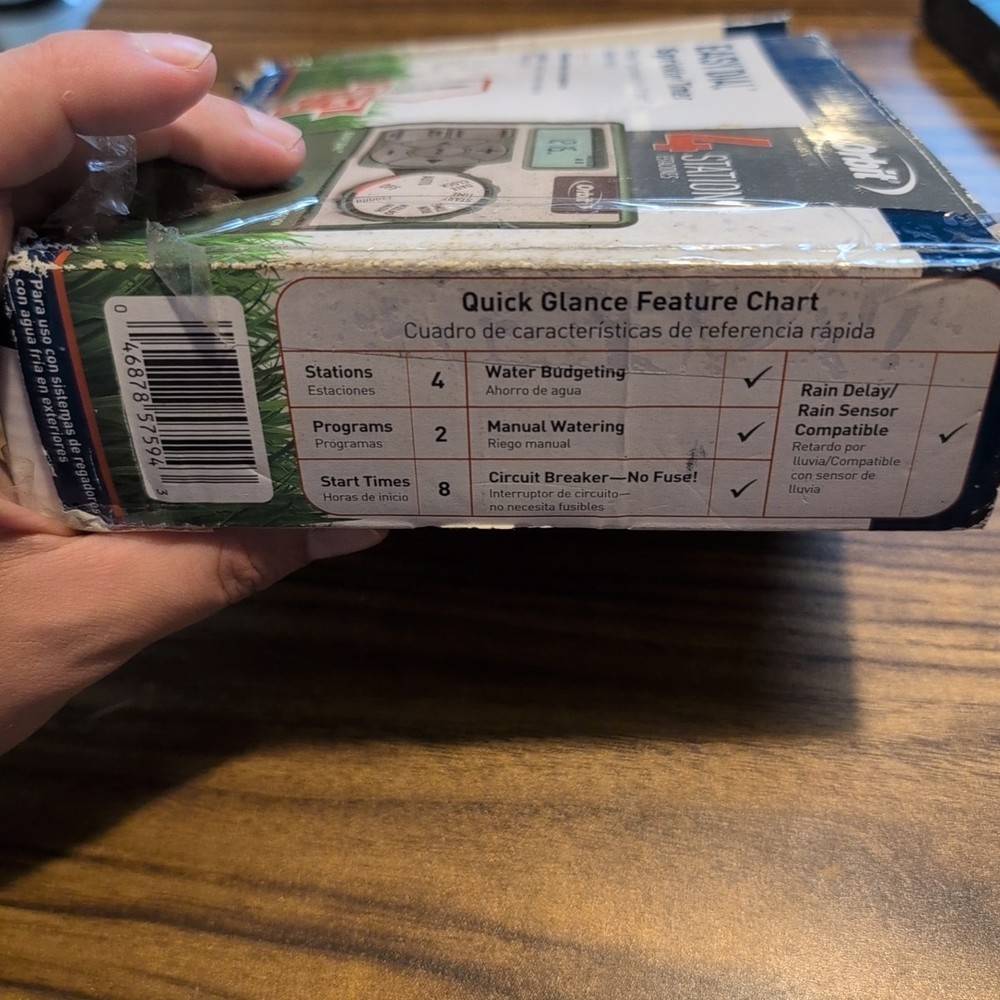 EASY DIAL
Sprinkler Timer
4
STATION
ESTACIONES
Orbit
Orbit
AUTO
Para uso con sistemas de regadores
con agua fría en exteriores
0 46878 57594 3
Quick Glance Feature Chart
Cuadro de características de referencia rápida
Stations
Estaciones
4
Water Budgeting
Ahorro de agua
✓
Programs
Programas
2
Manual Watering
Riego manual
✓
Start Times
Horas de inicio
8
Circuit Breaker—No Fuse!
Interruptor de circuito—
no necesita fusibles
✓
Rain Delay/
Rain Sensor
Compatible
Retardo por
lluvia/Compatible
con sensor de
lluvia
✓